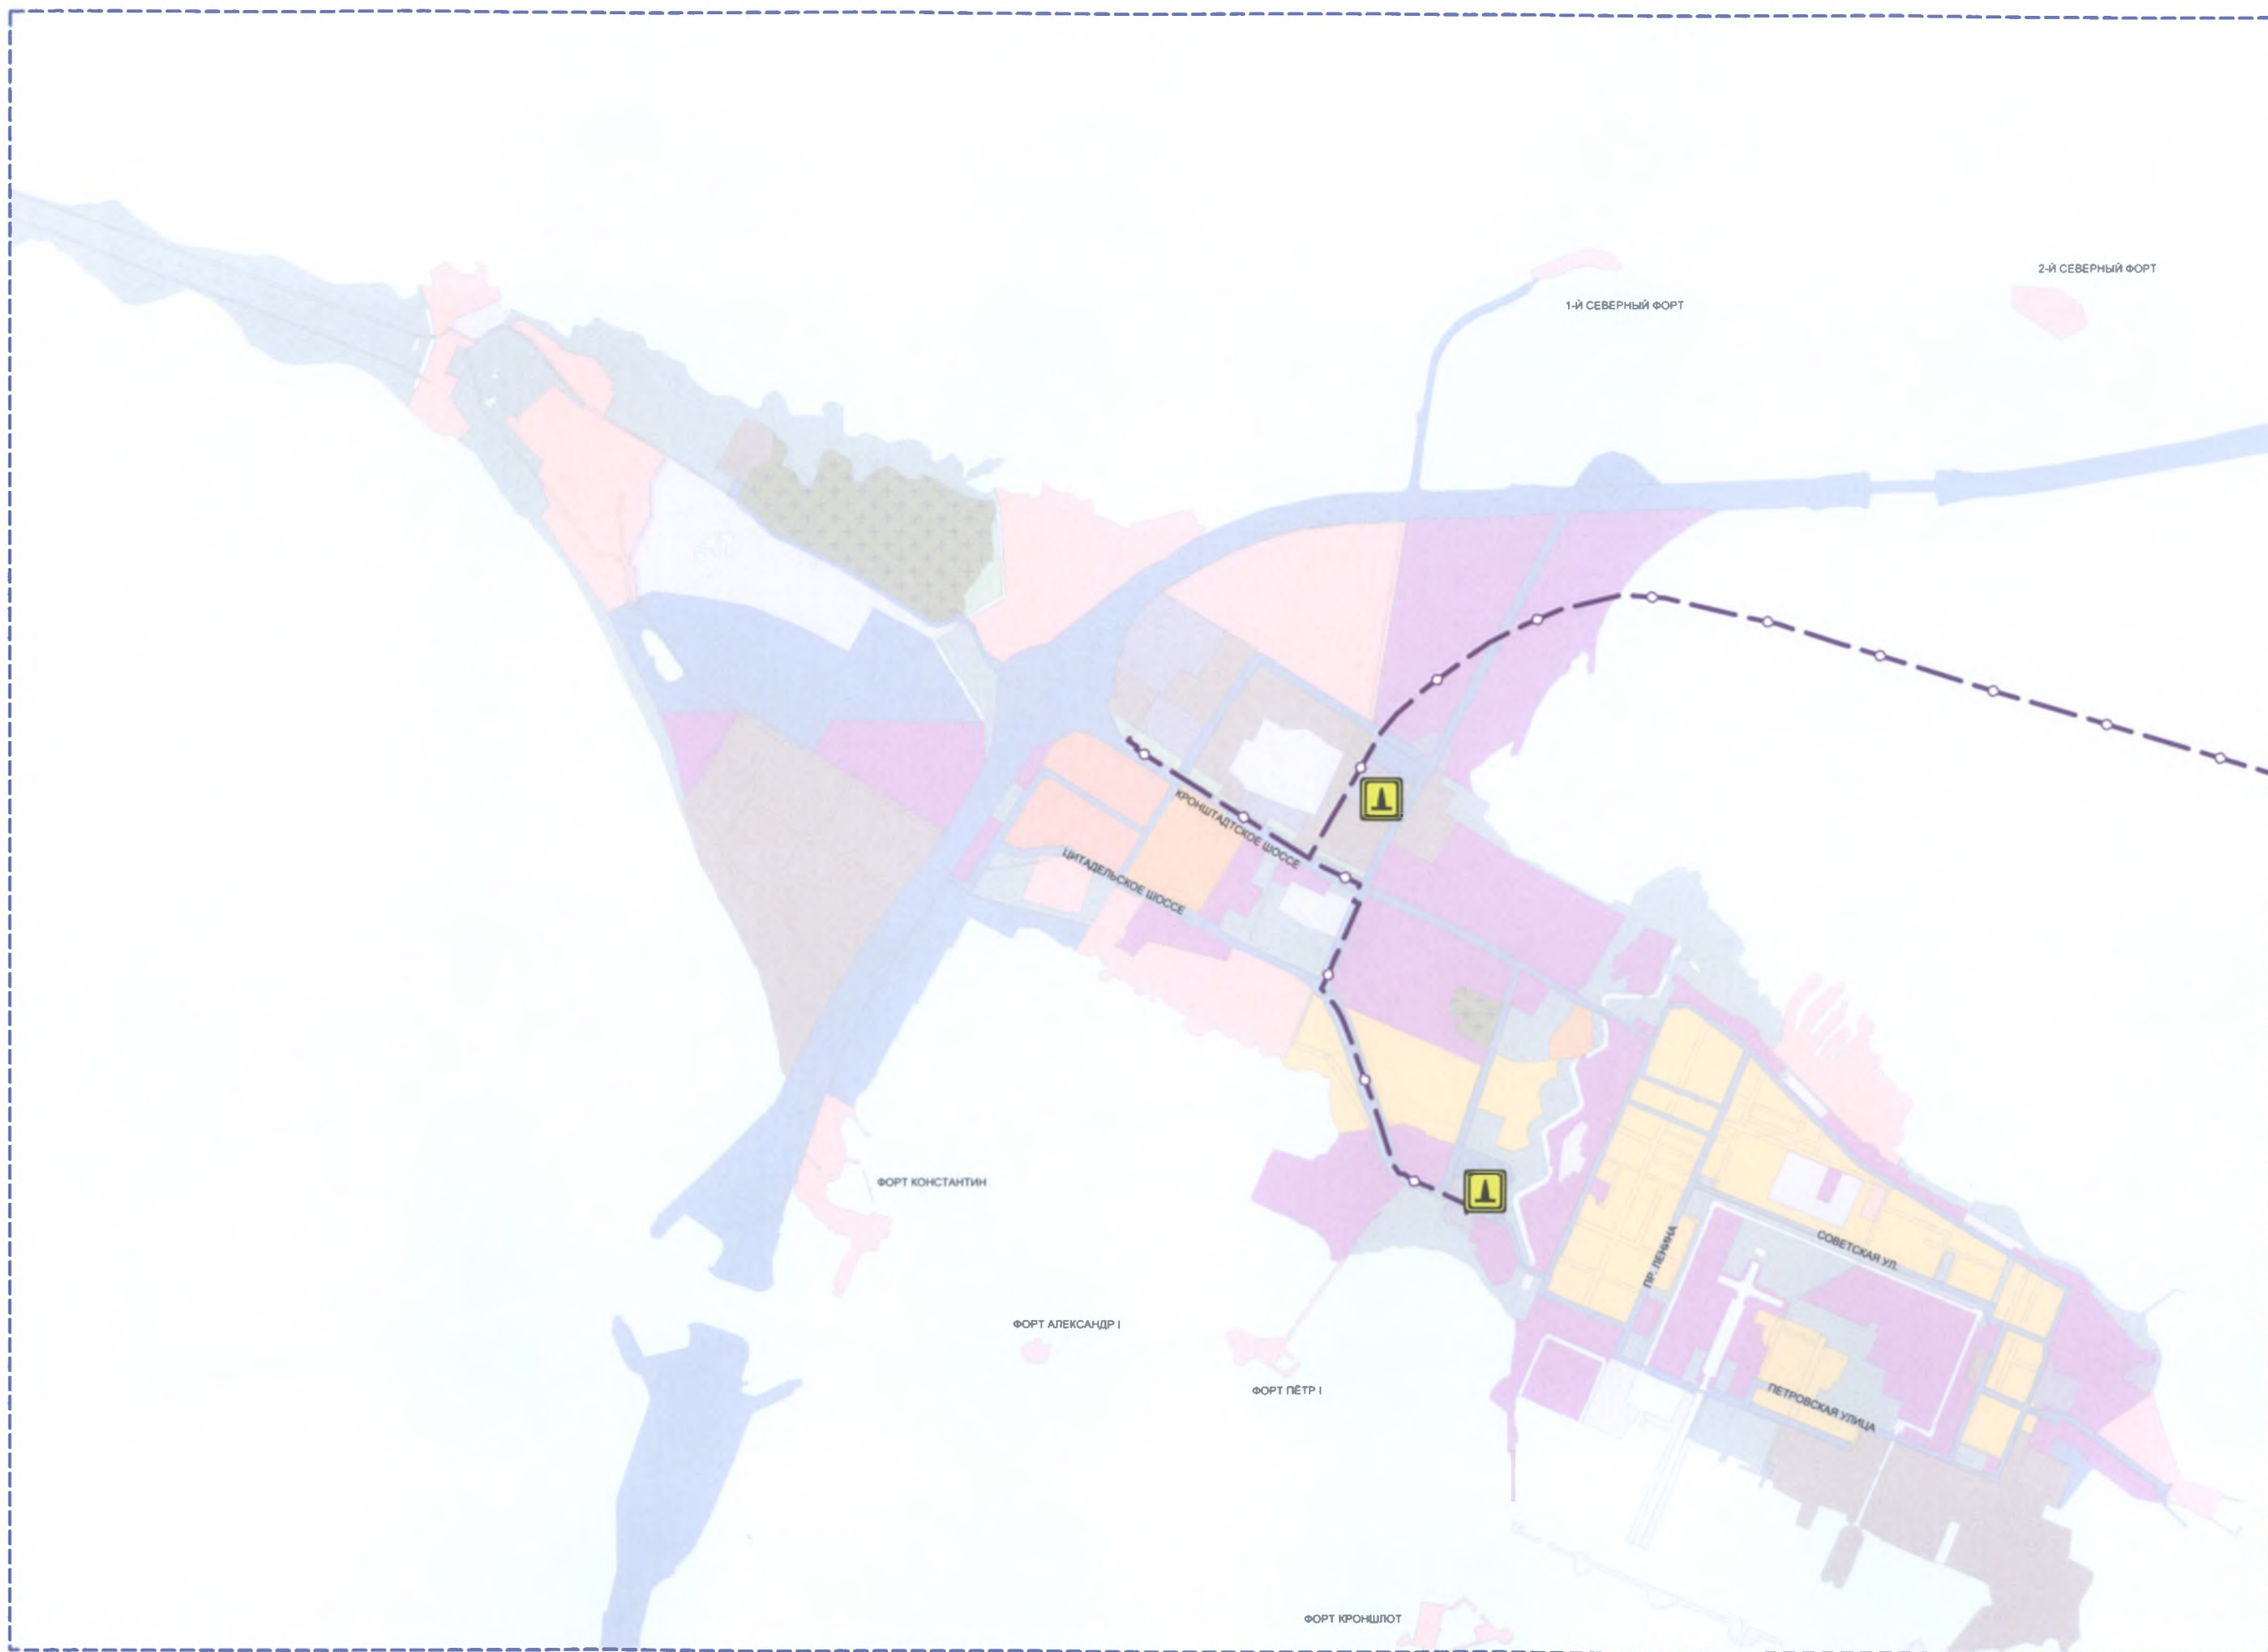 2-Й СЕВЕРНЫЙ ФОРТ
1-Й СЕВЕРНЫЙ ФОРТ
КРОНШТАДТСКОЕ ШОССЕ
ЦИТАДЕЛЬСКОЕ ШОССЕ
ФОРТ КОНСТАНТИН
ПР. ЛЕНИНА
СОВЕТСКАЯ УЛ.
ФОРТ АЛЕКСАНДР I
ФОРТ ПЁТР I
ПЕТРОВСКАЯ УЛИЦА
ФОРТ КРОНШЛОТ